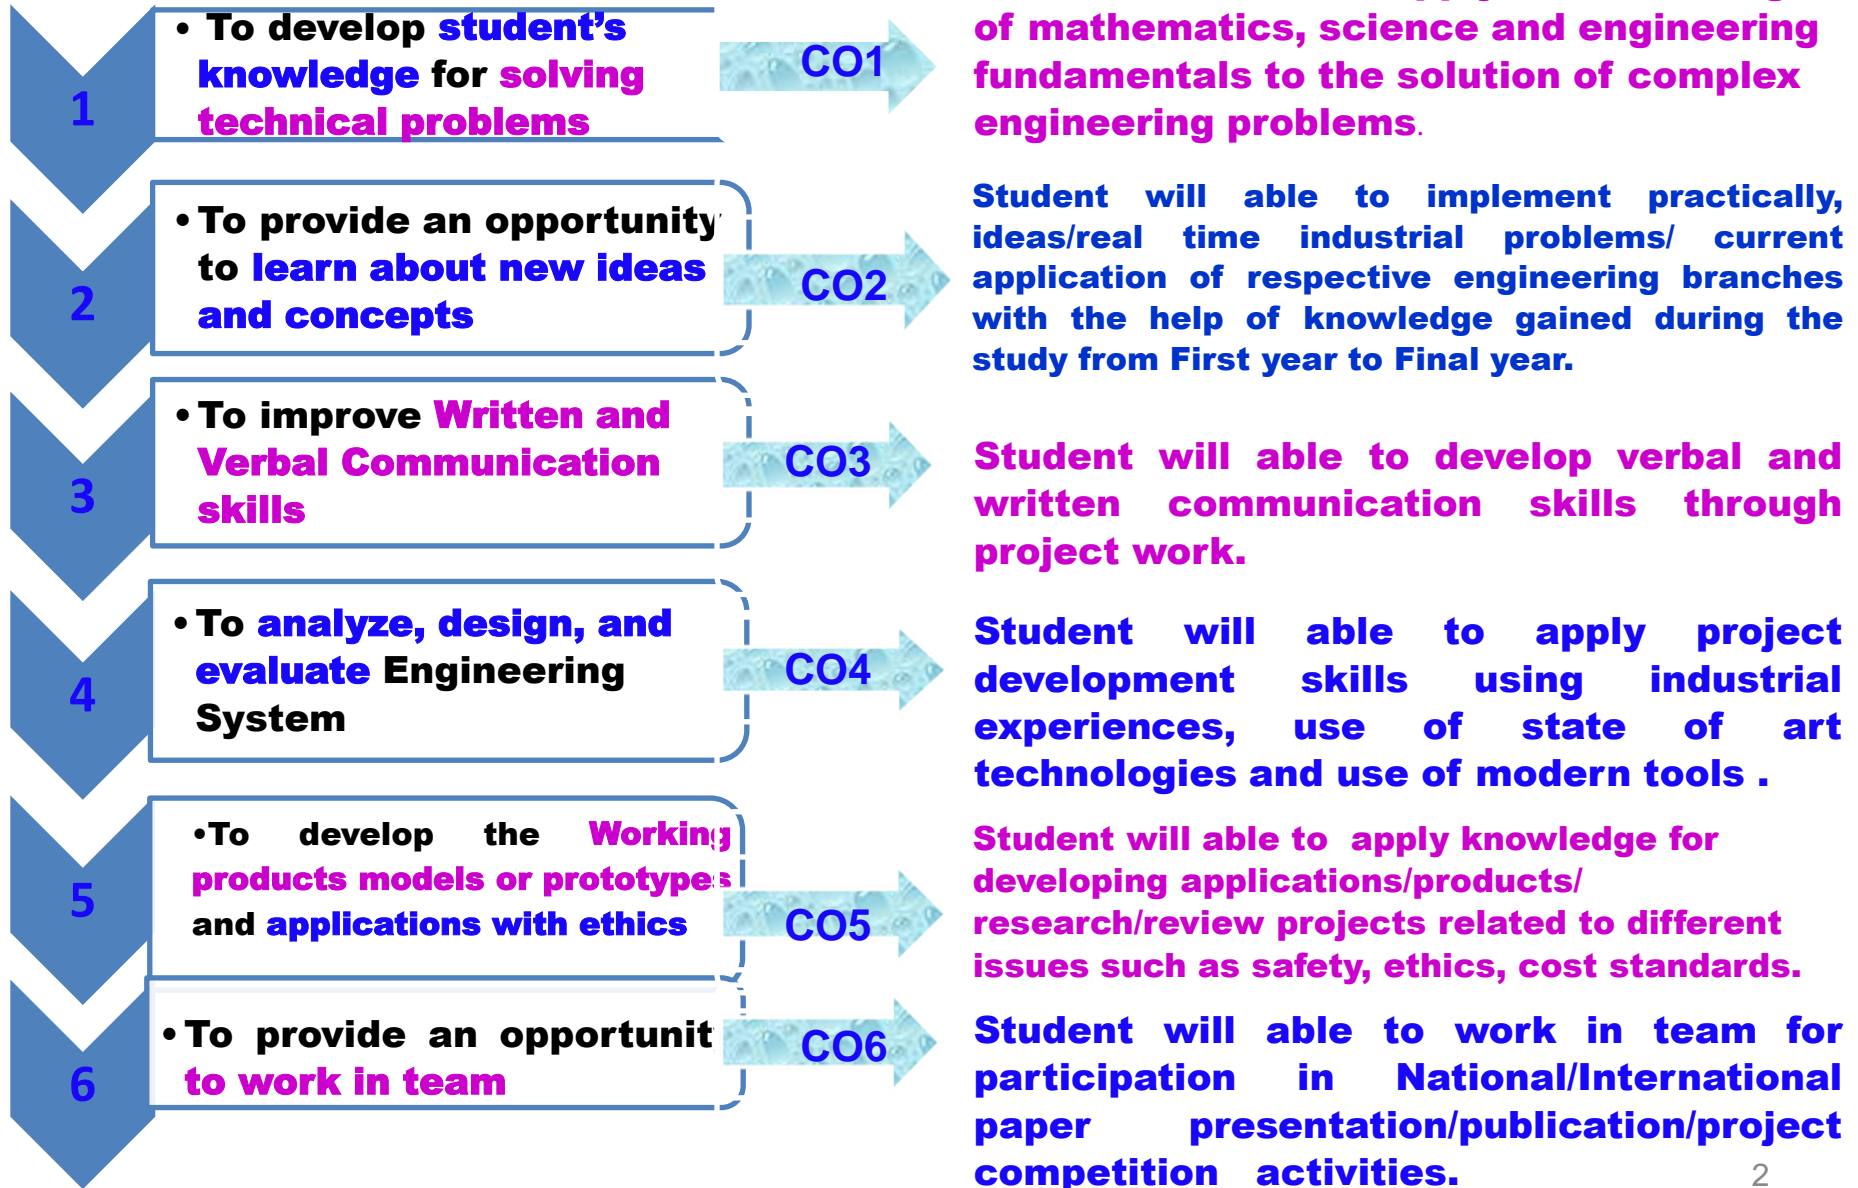 1
• To develop student's
knowledge for solving
technical problems
CO1
of mathematics, science and engineering
fundamentals to the solution of complex
engineering problems.
2
• To provide an opportunity
to learn about new ideas
and concepts
CO2
Student will able to implement practically,
ideas/real time industrial problems/ current
application of respective engineering branches
with the help of knowledge gained during the
study from First year to Final year.
3
• To improve Written and
Verbal Communication
skills
CO3
Student will able to develop verbal and
written communication skills through
project work.
4
• To analyze, design, and
evaluate Engineering
System
CO4
Student will able to apply project
development skills using industrial
experiences, use of state of art
technologies and use of modern tools .
5
•To develop the Working
products models or prototypes
and applications with ethics
CO5
Student will able to apply knowledge for
developing applications/products/
research/review projects related to different
issues such as safety, ethics, cost standards.
6
• To provide an opportunit
to work in team
CO6
Student will able to work in team for
participation in National/International
paper presentation/publication/project
competition activities.
2